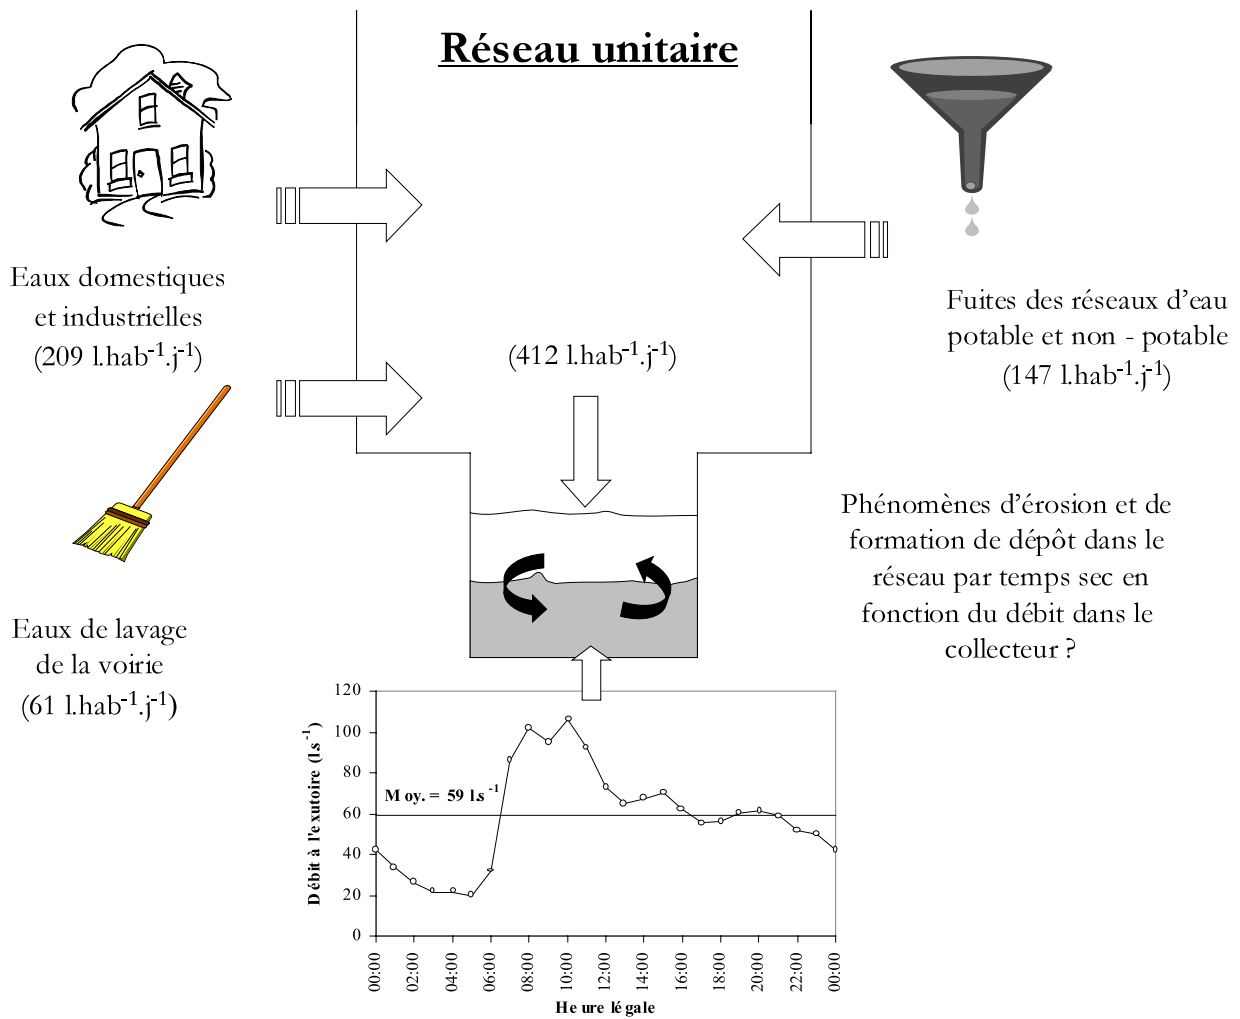 Réseau unitaire
Eaux domestiques
et industrielles
(209 l.hab-1.j-1)
Fuites des réseaux d'eau
potable et non - potable
(147 l.hab-1.j-1)
(412 l.hab-1.j-1)
Eaux de lavage
de la voirie
(61 l.hab-1.j-1)
Phénomènes d'érosion et de
formation de dépôt dans le
réseau par temps sec en
fonction du débit dans le
collecteur ?
Débit à l'exutoire (l.s-1)
120
100
80
60
40
20
0
Moy. = 59 l.s-1
00:00
02:00
04:00
06:00
08:00
10:00
12:00
14:00
16:00
18:00
20:00
22:00
00:00
Heure légale